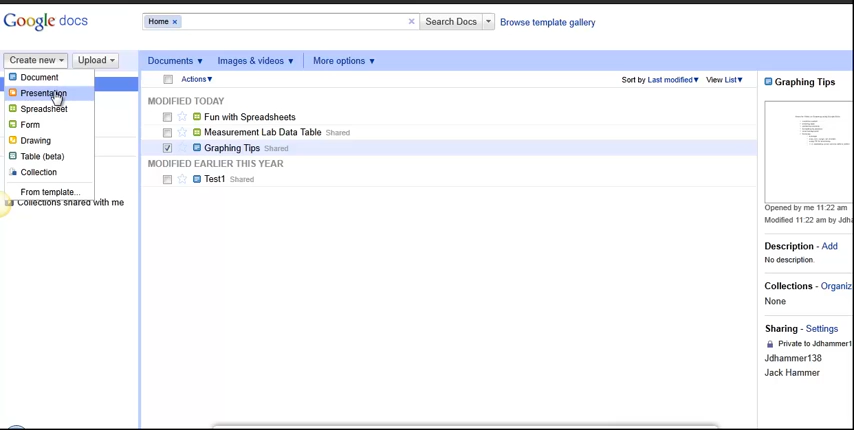 Google docs
Home ×
Search Docs
Browse template gallery
Create new
Upload
Documents
Images & videos
More options
Document
Presentation
Spreadsheet
Form
Drawing
Table (beta)
Collection
From template...
Collections shared with me
Actions
Sort by Last modified
View List
MODIFIED TODAY
Fun with Spreadsheets
Measurement Lab Data Table Shared
Graphing Tips Shared
MODIFIED EARLIER THIS YEAR
Test1 Shared
Graphing Tips
Opened by me 11:22 am
Modified 11:22 am by Jdha
Description - Add
No description.
Collections - Organiz
None
Sharing - Settings
Private to Jdhammer1
Jdhammer138
Jack Hammer